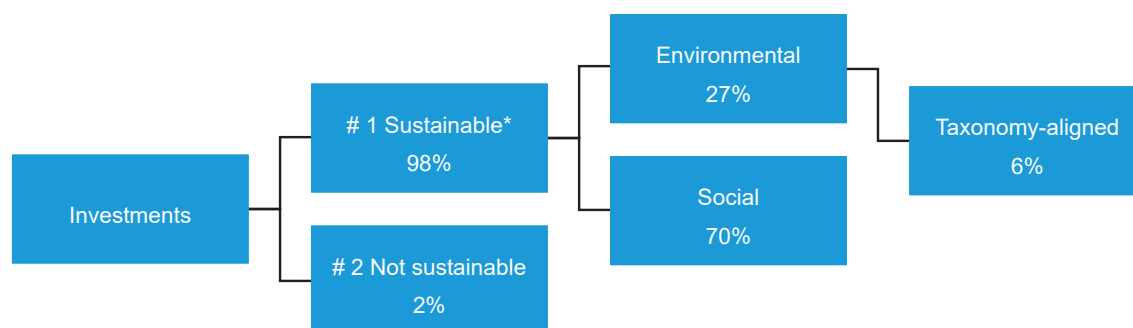 Investments
# 1 Sustainable*
98%
# 2 Not sustainable
2%
Environmental
27%
Social
70%
Taxonomy-aligned
6%